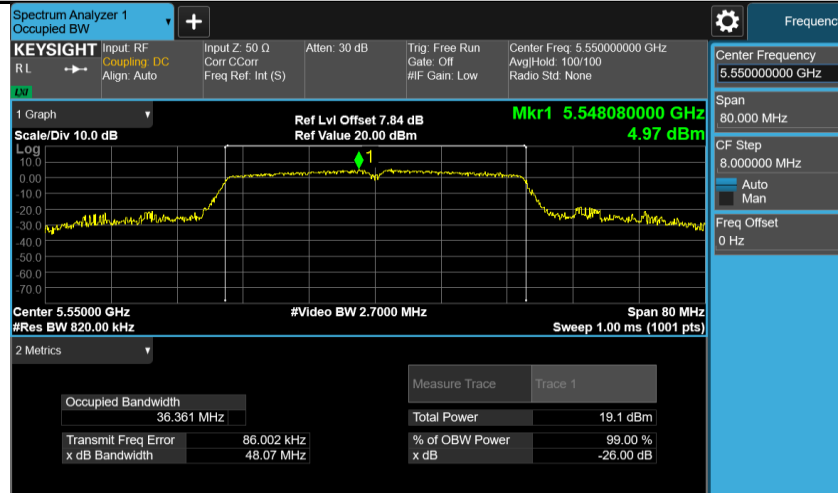 Spectrum Analyzer 1
Occupied BW
+
Frequenc
KEYSIGHT
R L
LXI
Input: RF
Coupling: DC
Align: Auto
Input Z: 50 Ω
Corr CCorr
Freq Ref: Int (S)
Atten: 30 dB
Trig: Free Run
Gate: Off
#IF Gain: Low
Center Freq: 5.550000000 GHz
Avg|Hold: 100/100
Radio Std: None
Center Frequency
5.550000000 GHz
Span
80.000 MHz
CF Step
8.000000 MHz
Auto
Man
Freq Offset
0 Hz
1 Graph
Scale/Div 10.0 dB
Ref Lvl Offset 7.84 dB
Ref Value 20.00 dBm
Mkr1 5.548080000 GHz
4.97 dBm
Log
10.0
0.00
-10.0
-20.0
-30.0
-40.0
-50.0
-60.0
-70.0
1
Center 5.55000 GHz
#Res BW 820.00 kHz
#Video BW 2.7000 MHz
Span 80 MHz
Sweep 1.00 ms (1001 pts)
2 Metrics
Measure Trace Trace 1
Occupied Bandwidth
36.361 MHz
Total Power 19.1 dBm
Transmit Freq Error 86.002 kHz
% of OBW Power 99.00 %
x dB Bandwidth 48.07 MHz
x dB -26.00 dB